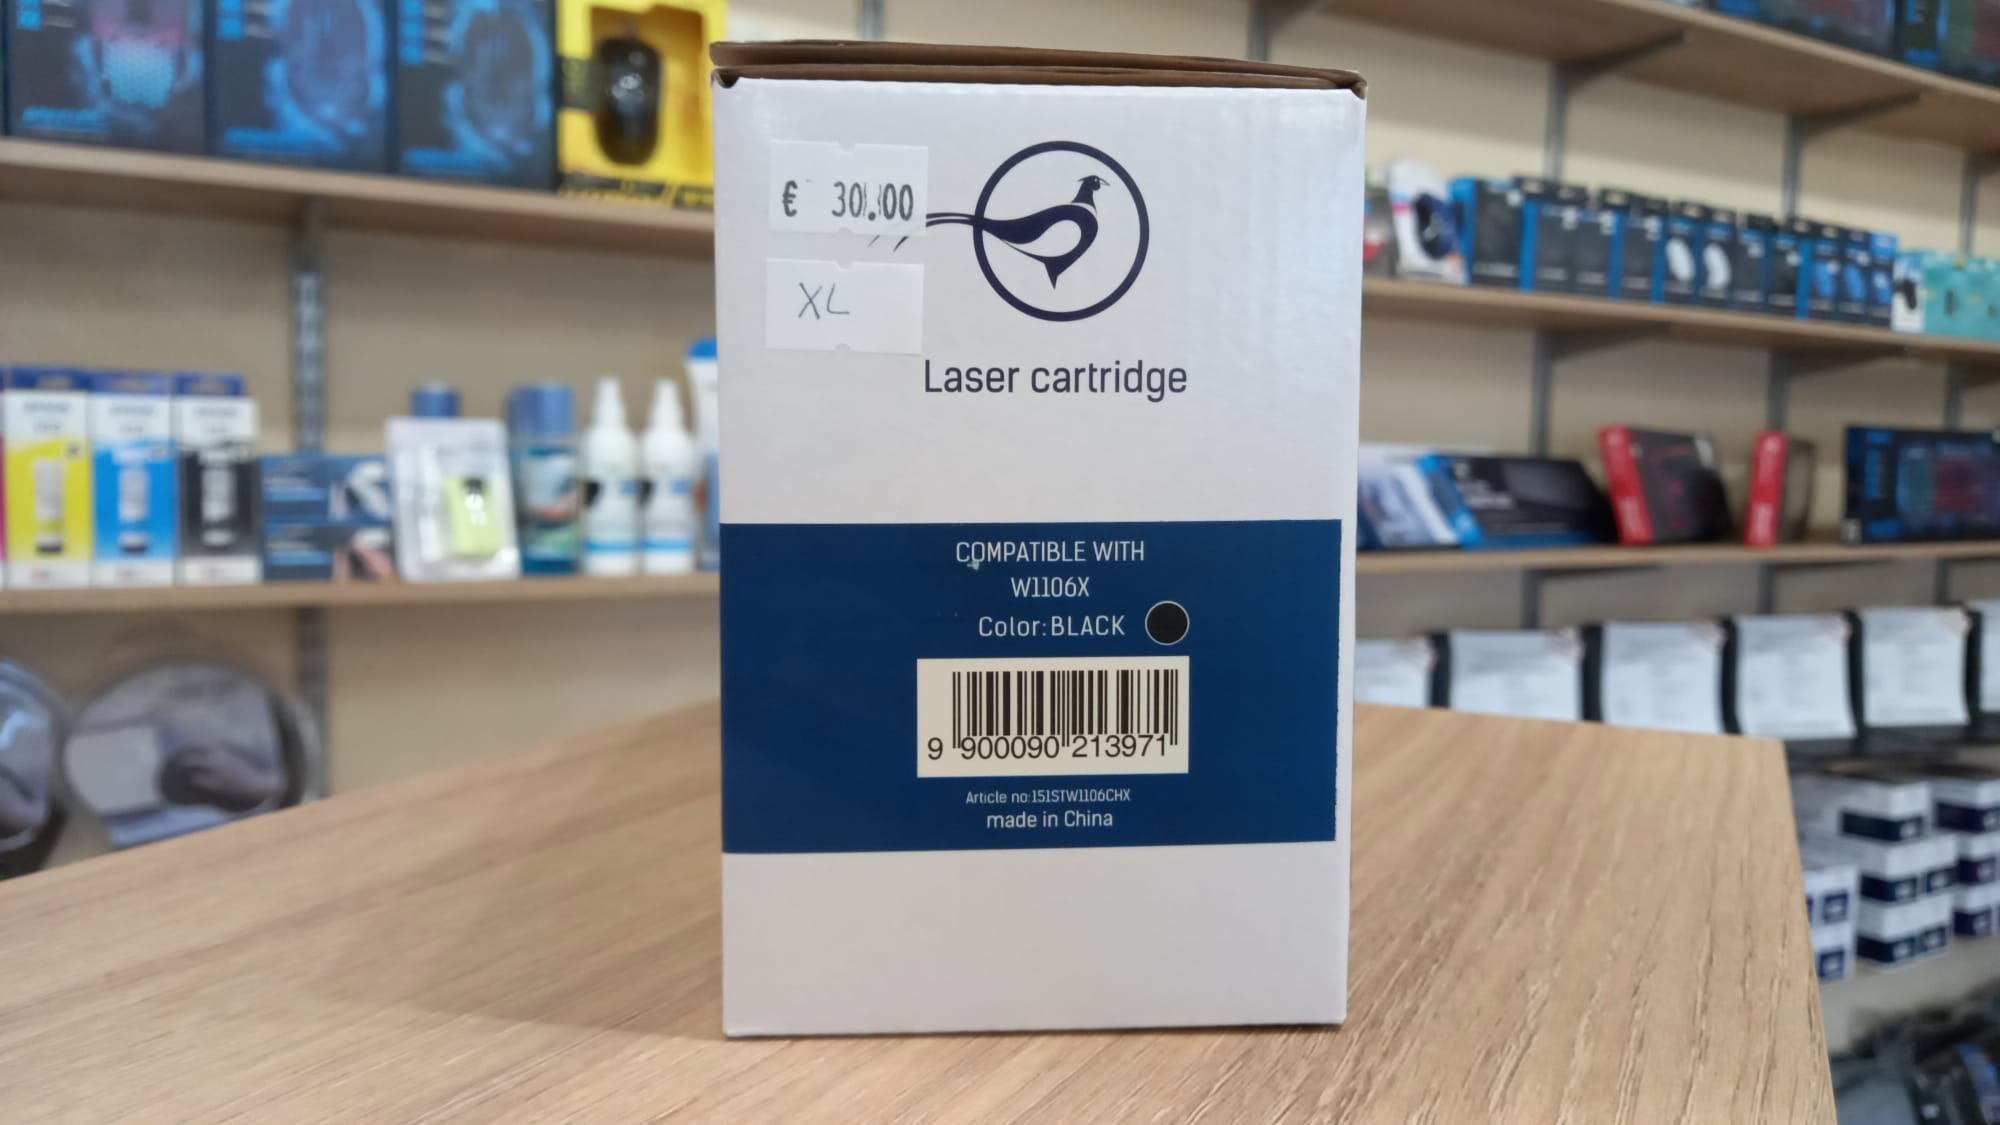 € 30.00
XL
Laser cartridge
COMPATIBLE WITH
W1106X
Color:BLACK
9 900090 213971
Article no:151STW1106CHX
made in China